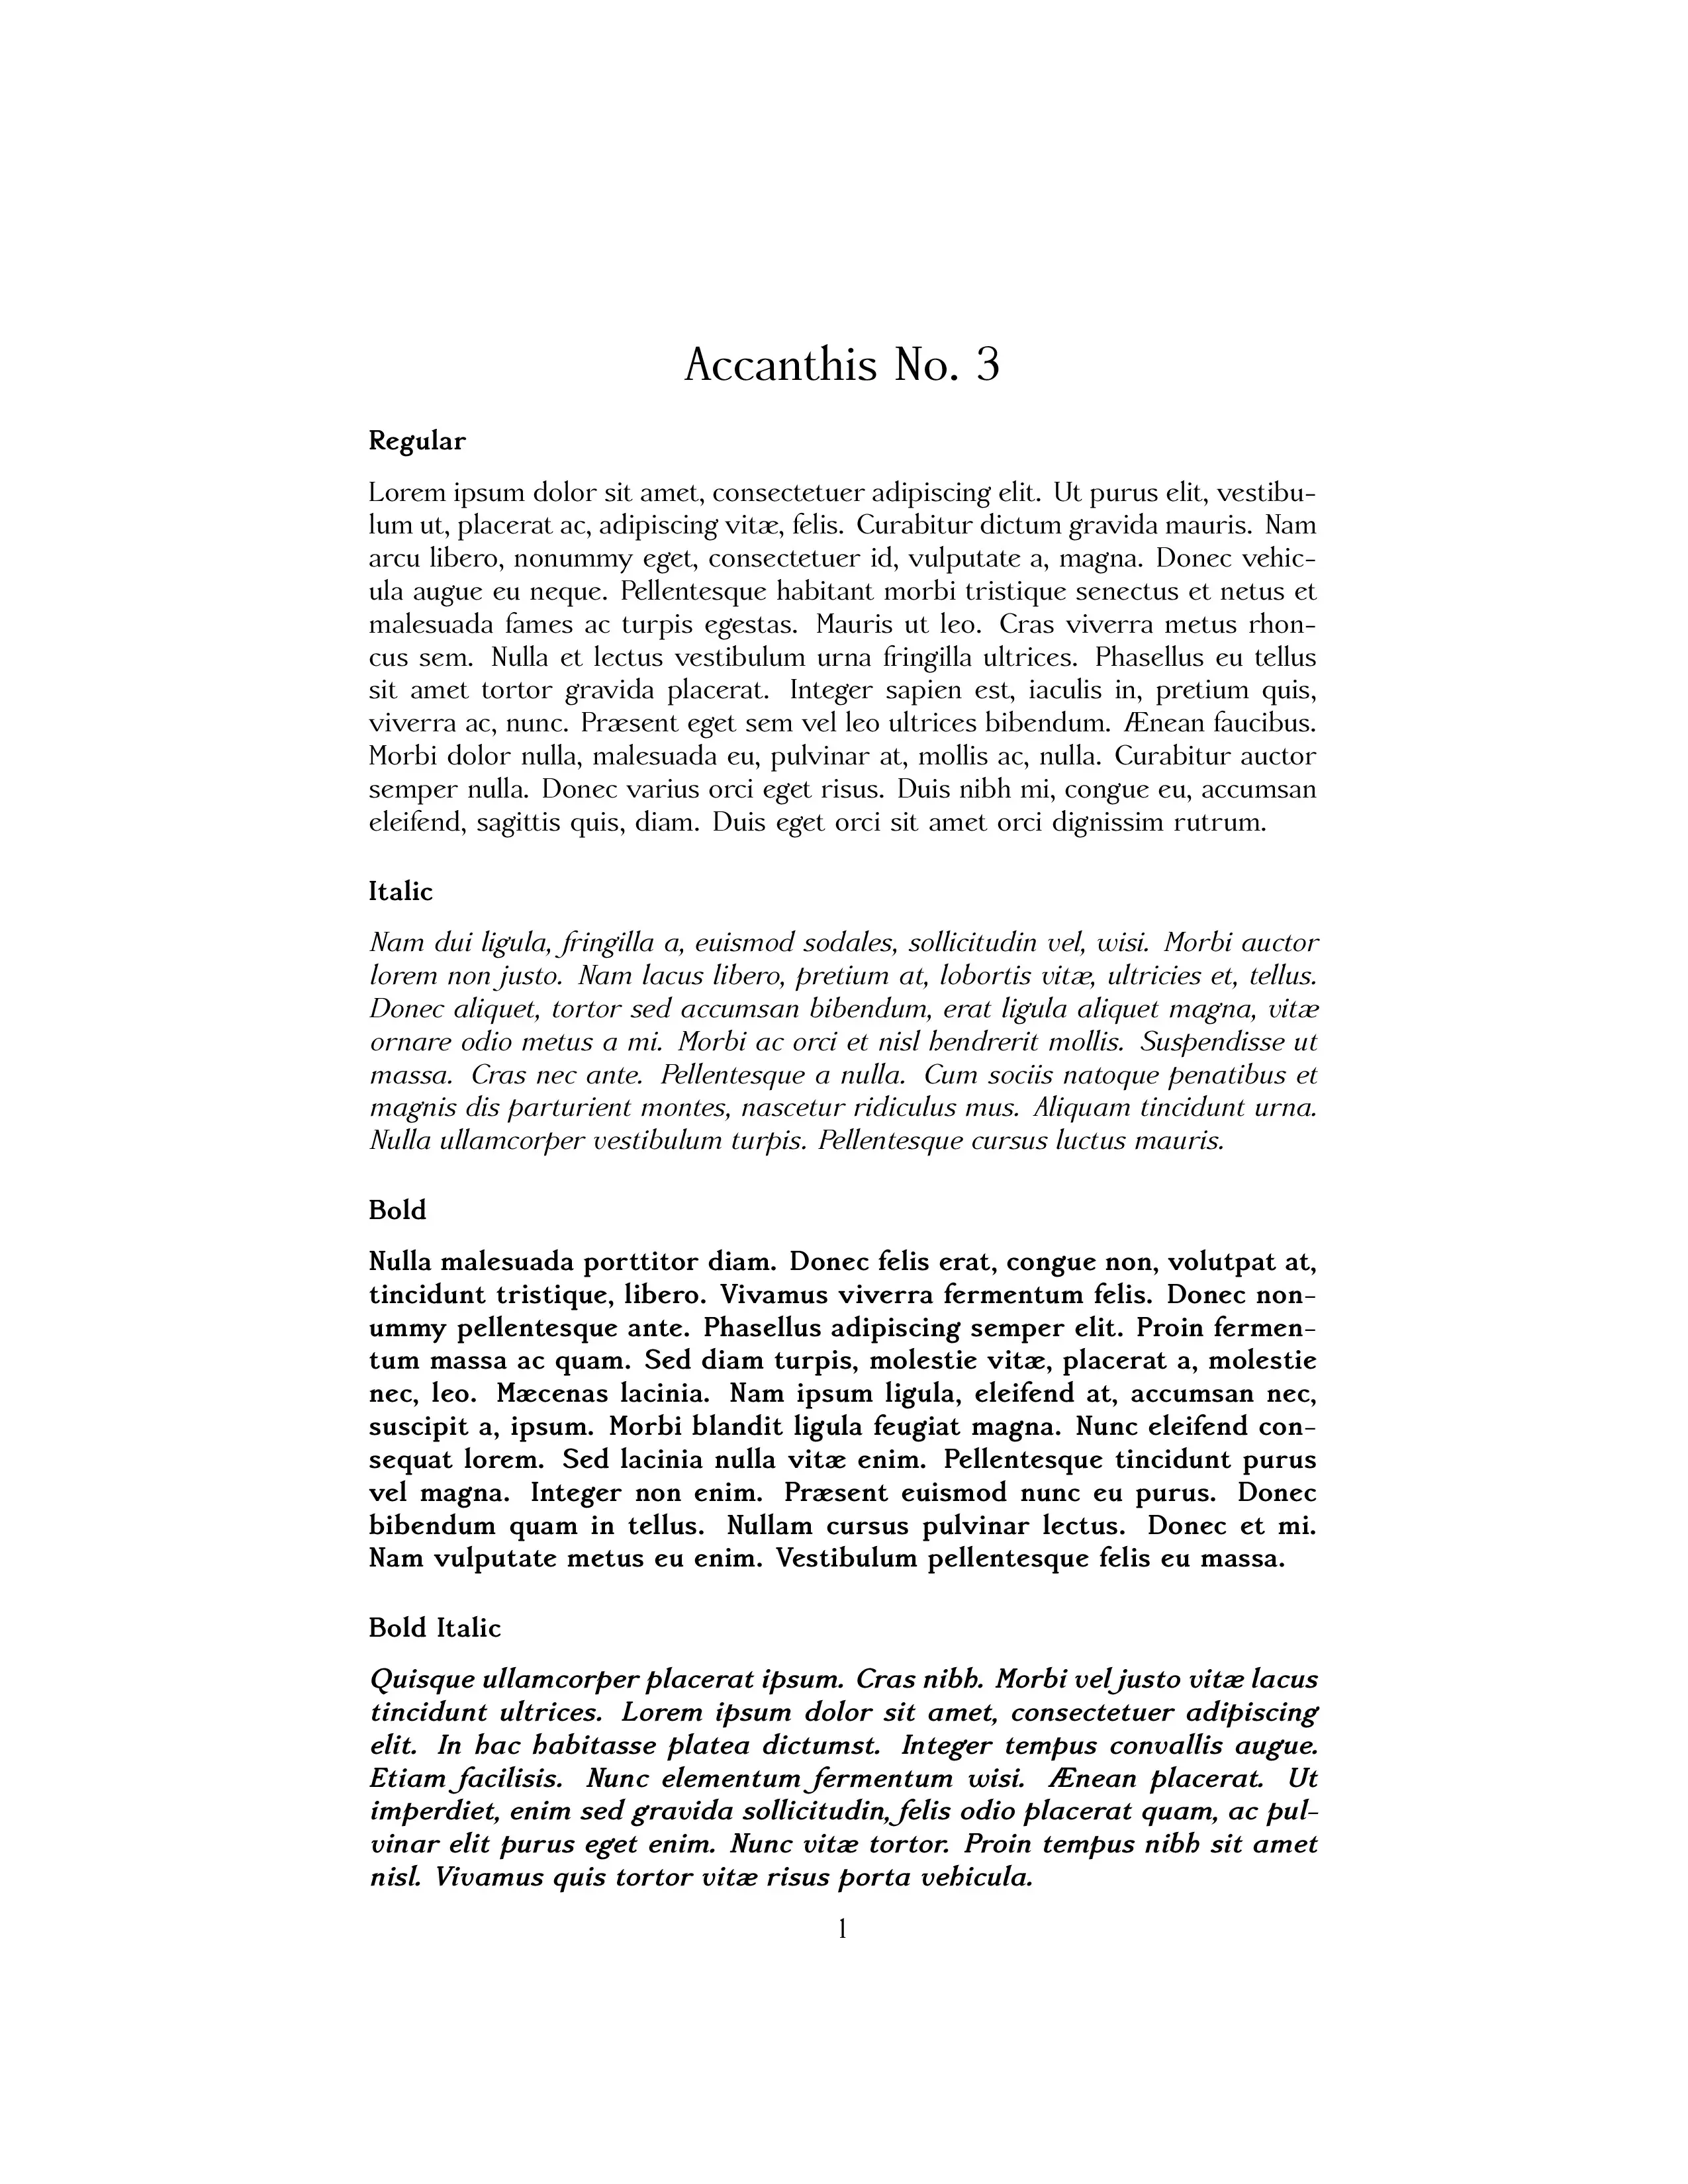 Accanthis No. 3
Regular
Lorem ipsum dolor sit amet, consectetuer adipiscing elit. Ut purus elit, vestibu-
lum ut, placerat ac, adipiscing vitæ, felis. Curabitur dictum gravida mauris. Nam
arcu libero, nonummy eget, consectetuer id, vulputate a, magna. Donec vehic-
ula augue eu neque. Pellentesque habitant morbi tristique senectus et netus et
malesuada fames ac turpis egestas. Mauris ut leo. Cras viverra metus rhon-
cus sem. Nulla et lectus vestibulum urna fringilla ultrices. Phasellus eu tellus
sit amet tortor gravida placerat. Integer sapien est, iaculis in, pretium quis,
viverra ac, nunc. Præsent eget sem vel leo ultrices bibendum. Ænean faucibus.
Morbi dolor nulla, malesuada eu, pulvinar at, mollis ac, nulla. Curabitur auctor
semper nulla. Donec varius orci eget risus. Duis nibh mi, congue eu, accumsan
eleifend, sagittis quis, diam. Duis eget orci sit amet orci dignissim rutrum.
Italic
Nam dui ligula, fringilla a, euismod sodales, sollicitudin vel, wisi. Morbi auctor
lorem non justo. Nam lacus libero, pretium at, lobortis vitæ, ultricies et, tellus.
Donec aliquet, tortor sed accumsan bibendum, erat ligula aliquet magna, vitæ
ornare odio metus a mi. Morbi ac orci et nisl hendrerit mollis. Suspendisse ut
massa. Cras nec ante. Pellentesque a nulla. Cum sociis natoque penatibus et
magnis dis parturient montes, nascetur ridiculus mus. Aliquam tincidunt urna.
Nulla ullamcorper vestibulum turpis. Pellentesque cursus luctus mauris.
Bold
Nulla malesuada porttitor diam. Donec felis erat, congue non, volutpat at,
tincidunt tristique, libero. Vivamus viverra fermentum felis. Donec non-
ummy pellentesque ante. Phasellus adipiscing semper elit. Proin fermen-
tum massa ac quam. Sed diam turpis, molestie vitæ, placerat a, molestie
nec, leo. Mæcenas lacinia. Nam ipsum ligula, eleifend at, accumsan nec,
suscipit a, ipsum. Morbi blandit ligula feugiat magna. Nunc eleifend con-
sequat lorem. Sed lacinia nulla vitæ enim. Pellentesque tincidunt purus
vel magna. Integer non enim. Præsent euismod nunc eu purus. Donec
bibendum quam in tellus. Nullam cursus pulvinar lectus. Donec et mi.
Nam vulputate metus eu enim. Vestibulum pellentesque felis eu massa.
Bold Italic
Quisque ullamcorper placerat ipsum. Cras nibh. Morbi vel justo vitæ lacus
tincidunt ultrices. Lorem ipsum dolor sit amet, consectetuer adipiscing
elit. In hac habitasse platea dictumst. Integer tempus convallis augue.
Etiam facilisis. Nunc elementum fermentum wisi. Ænean placerat. Ut
imperdiet, enim sed gravida sollicitudin, felis odio placerat quam, ac pul-
vinar elit purus eget enim. Nunc vitæ tortor. Proin tempus nibh sit amet
nisl. Vivamus quis tortor vitæ risus porta vehicula.
1